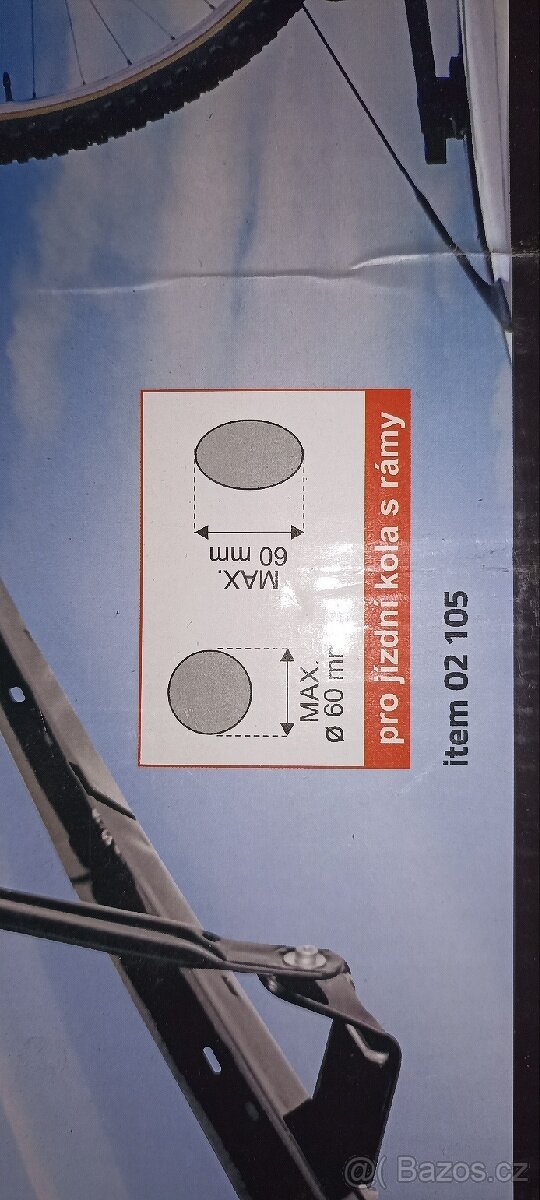 MAX.
Ø 60 mm
MAX.
60 mm
pro jízdní kola s rámy
item 02 105
@( Bazos.cz